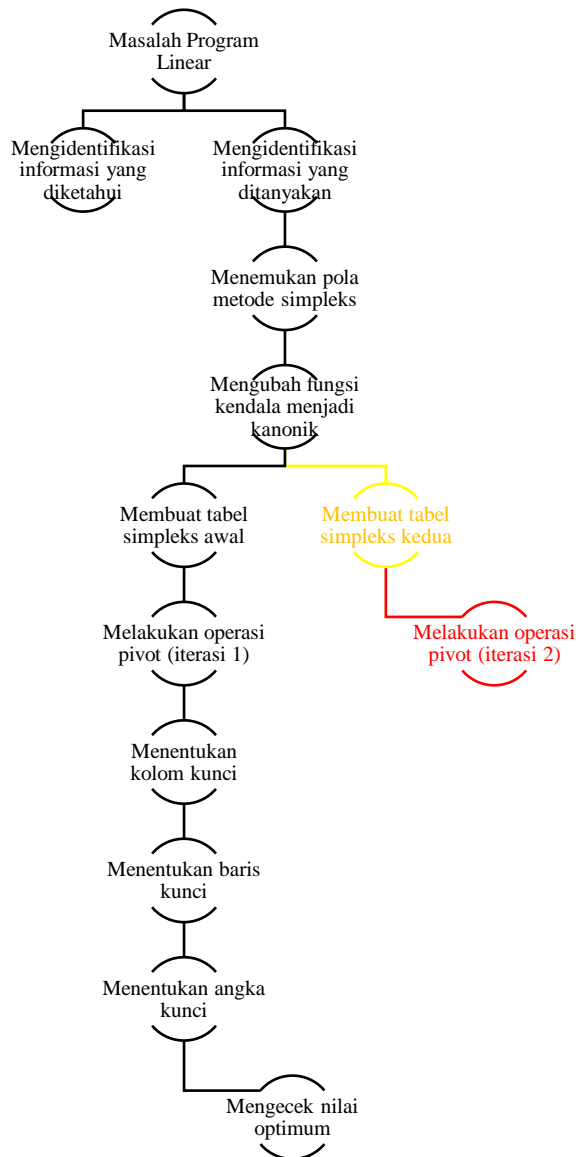 Masalah Program
Linear
Mengidentifikasi
informasi yang
diketahui
Mengidentifikasi
informasi yang
ditanyakan
Menemukan pola
metode simpleks
Mengubah fungsi
kendala menjadi
kanonik
Membuat tabel
simpleks awal
Membuat tabel
simpleks kedua
Melakukan operasi
pivot (iterasi 1)
Melakukan operasi
pivot (iterasi 2)
Menentukan
kolom kunci
Menentukan baris
kunci
Menentukan angka
kunci
Mengecek nilai
optimum